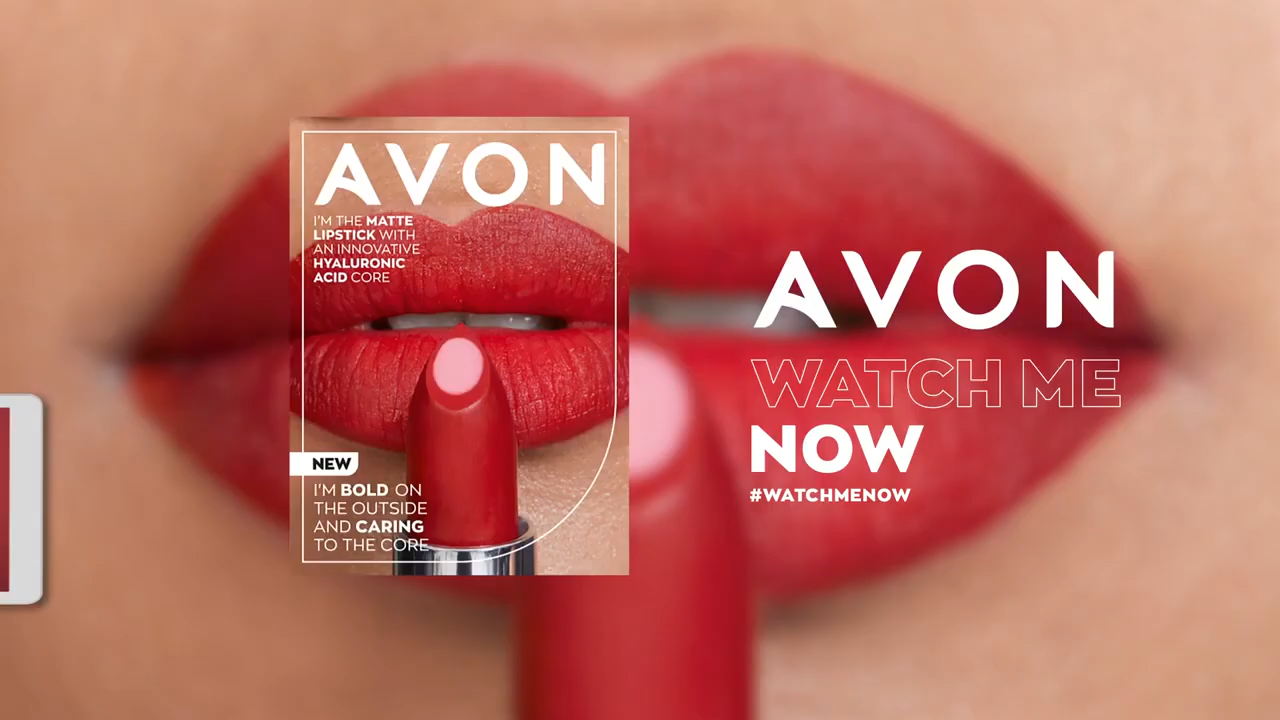 AVON
I'M THE MATTE
LIPSTICK WITH
AN INNOVATIVE
HYALURONIC
ACID CORE
NEW
I'M BOLD ON
THE OUTSIDE
AND CARING
TO THE CORE
AVON
WATCH ME
NOW
#WATCHMENOW